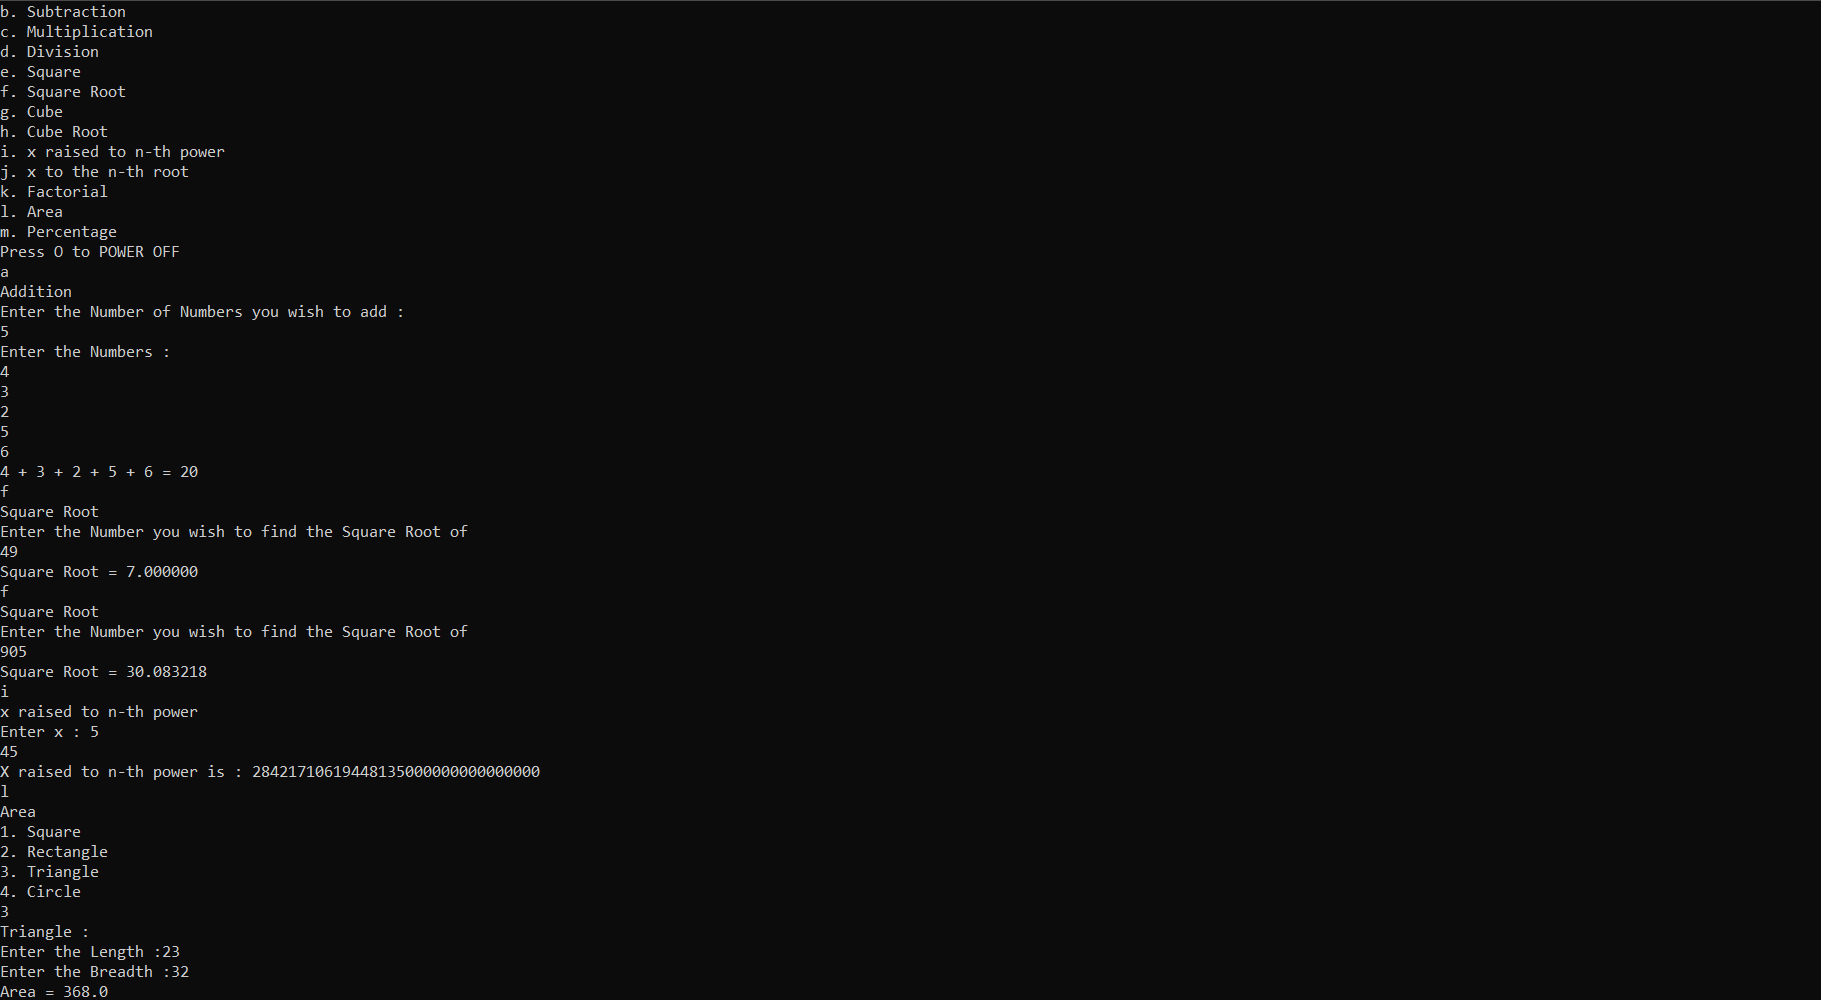 b. Subtraction
c. Multiplication
d. Division
e. Square
f. Square Root
g. Cube
h. Cube Root
i. x raised to n-th power
j. x to the n-th root
k. Factorial
l. Area
m. Percentage
Press O to POWER OFF
a
Addition
Enter the Number of Numbers you wish to add :
5
Enter the Numbers :
4
3
2
5
6
4 + 3 + 2 + 5 + 6 = 20
f
Square Root
Enter the Number you wish to find the Square Root of
49
Square Root = 7.000000
f
Square Root
Enter the Number you wish to find the Square Root of
905
Square Root = 30.083218
i
x raised to n-th power
Enter x : 5
45
X raised to n-th power is : 28421710619448135000000000000000
l
Area
1. Square
2. Rectangle
3. Triangle
4. Circle
3
Triangle :
Enter the Length :23
Enter the Breadth :32
Area = 368.0